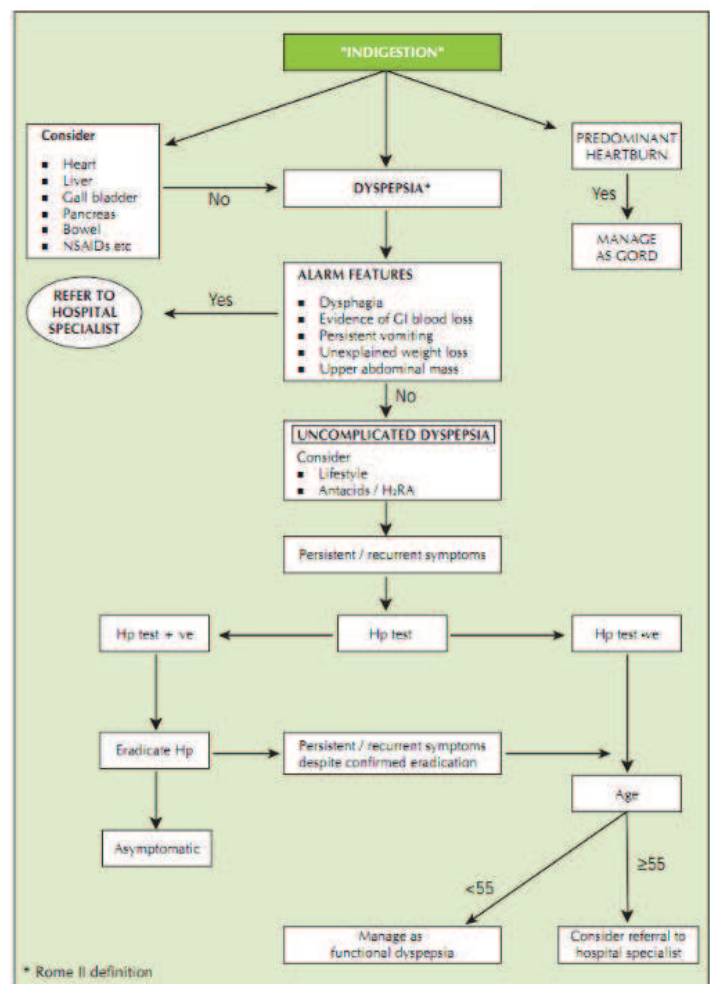 "INDIGESTION"
Consider
▪ Heart
▪ Liver
▪ Gall bladder
▪ Pancreas
▪ Bowel
▪ NSAIDs etc
No
DYSPEPSIA*
PREDOMINANT
HEARTBURN
Yes
MANAGE
AS GORD
REFER TO
HOSPITAL
SPECIALIST
Yes
ALARM FEATURES
▪ Dysphagia
▪ Evidence of GI blood loss
▪ Persistent vomiting
▪ Unexplained weight loss
▪ Upper abdominal mass
No
UNCOMPLICATED DYSPEPSIA
Consider
▪ Lifestyle
▪ Antacids / H₂RA
Persistent / recurrent symptoms
Hp test + ve
Hp test
Hp test -ve
Eradicate Hp
Persistent / recurrent symptoms
despite confirmed eradication
Age
Asymptomatic
<55
≥55
Manage as
functional dyspepsia
Consider referral to
hospital specialist
* Rome II definition